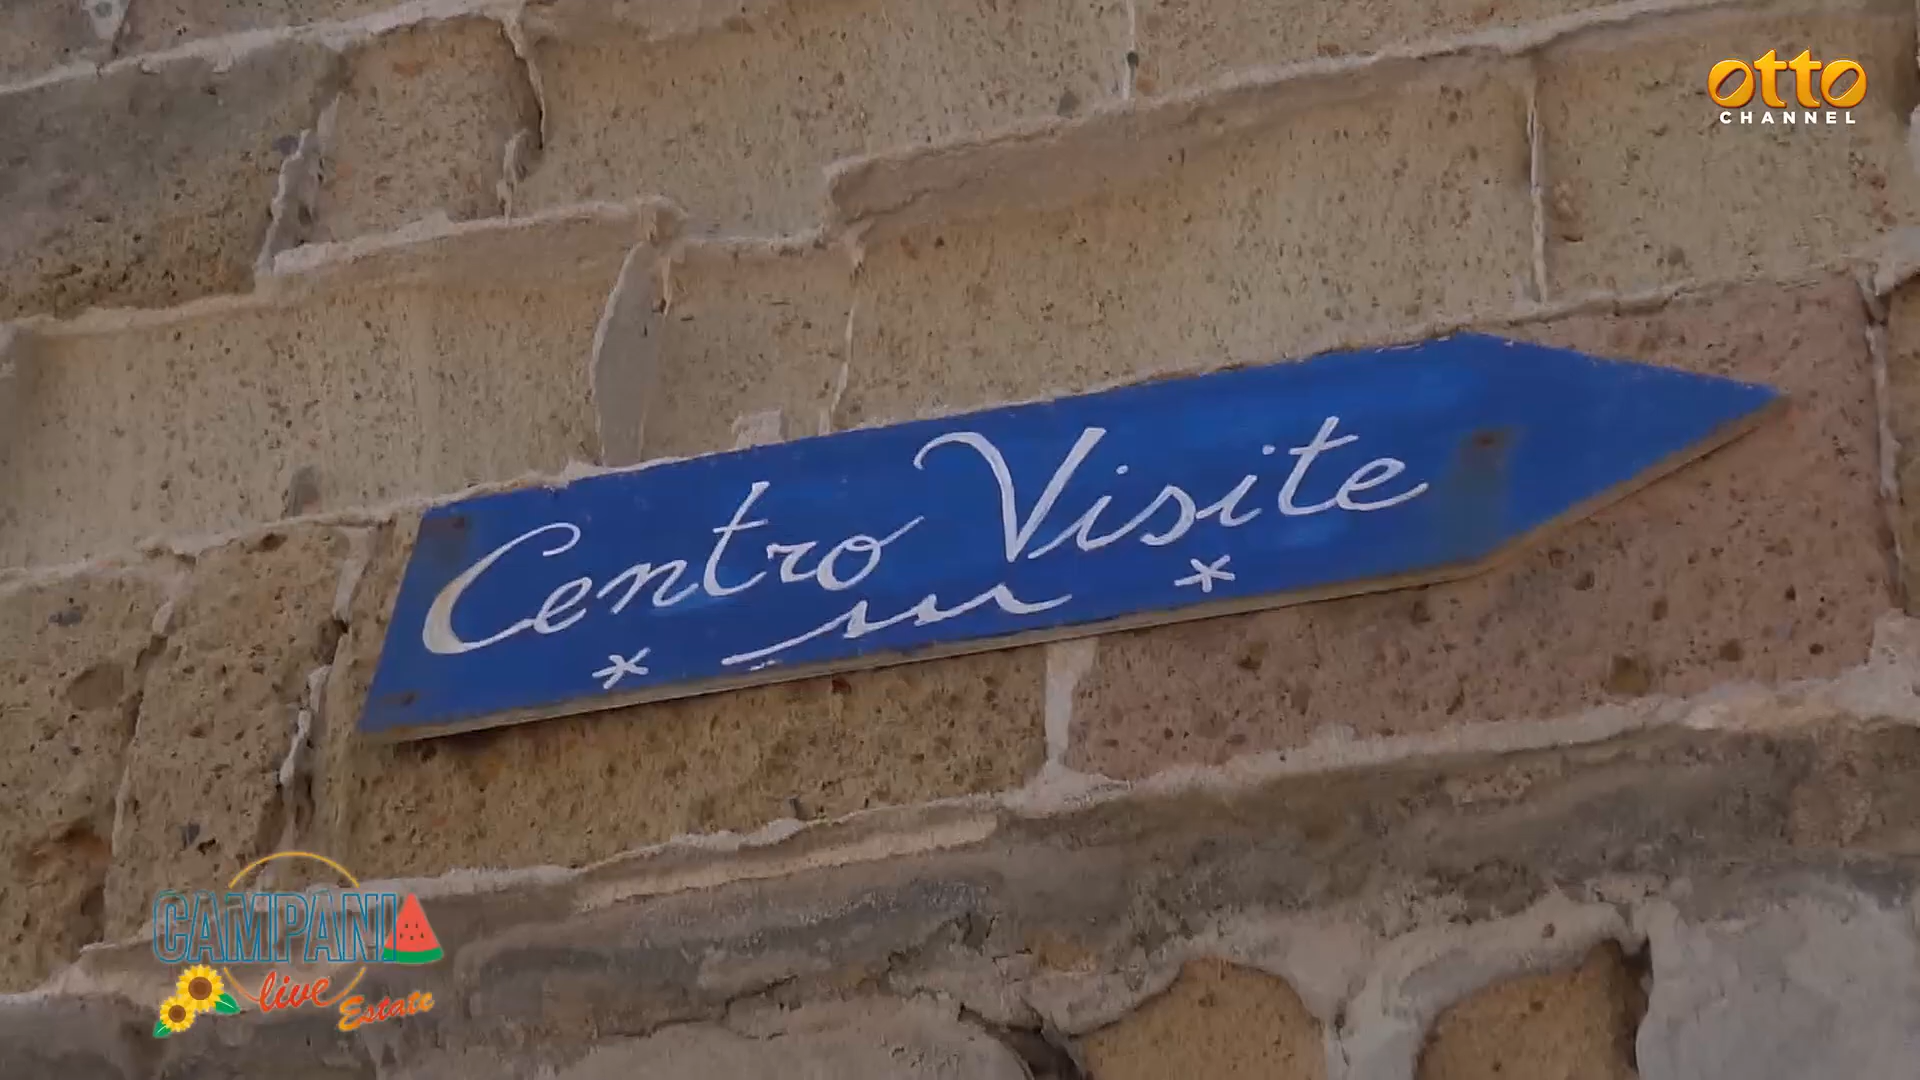 otto
CHANNEL
Centro Visite
CAMPANIA
live Estate